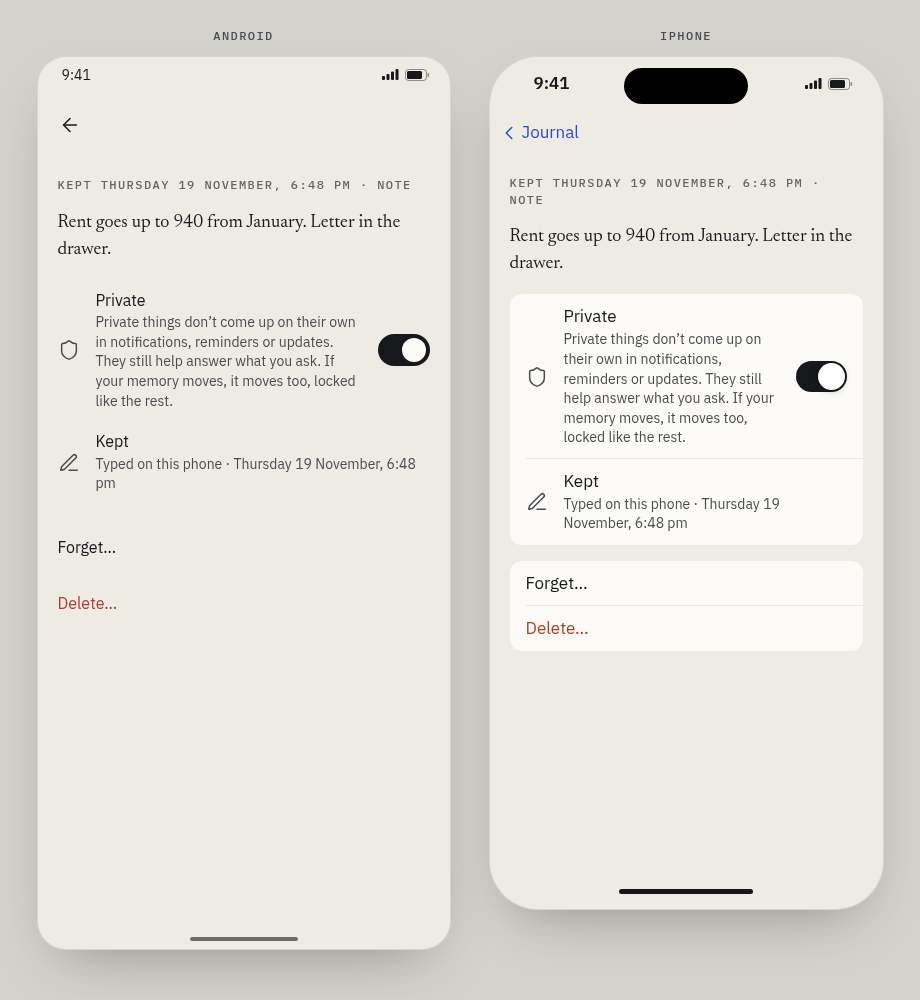 ANDROID
9:41
KEPT THURSDAY 19 NOVEMBER, 6:48 PM · NOTE
Rent goes up to 940 from January. Letter in the
drawer.
Private
Private things don’t come up on their own
in notifications, reminders or updates.
They still help answer what you ask. If
your memory moves, it moves too, locked
like the rest.
Kept
Typed on this phone · Thursday 19 November, 6:48
pm
Forget…
Delete…
IPHONE
9:41
Journal
KEPT THURSDAY 19 NOVEMBER, 6:48 PM ·
NOTE
Rent goes up to 940 from January. Letter in the
drawer.
Private
Private things don’t come up on
their own in notifications,
reminders or updates. They still
help answer what you ask. If your
memory moves, it moves too,
locked like the rest.
Kept
Typed on this phone · Thursday 19
November, 6:48 pm
Forget…
Delete…